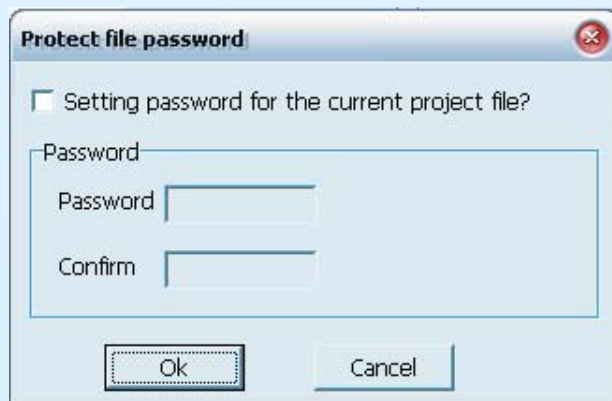 Protect file password
Setting password for the current project file?
Password
Password
Confirm
Ok
Cancel